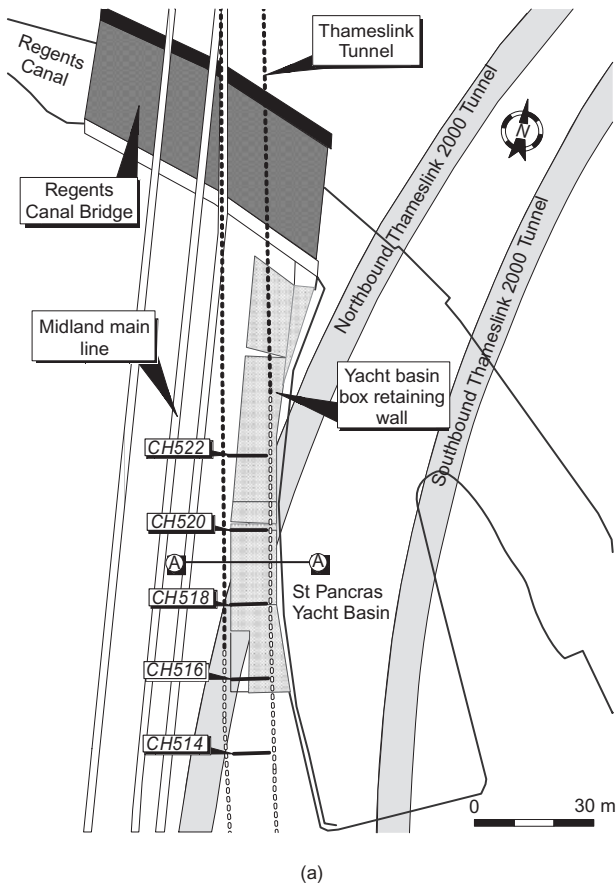 Regents
Canal
Thameslink
Tunnel
Northbound Thameslink 2000 Tunnel
Southbound Thameslink 2000 Tunnel
N
Regents
Canal Bridge
Midland main
line
Yacht basin
box retaining
wall
CH522
CH520
A
A
CH518
St Pancras
Yacht Basin
CH516
CH514
0
30 m
(a)